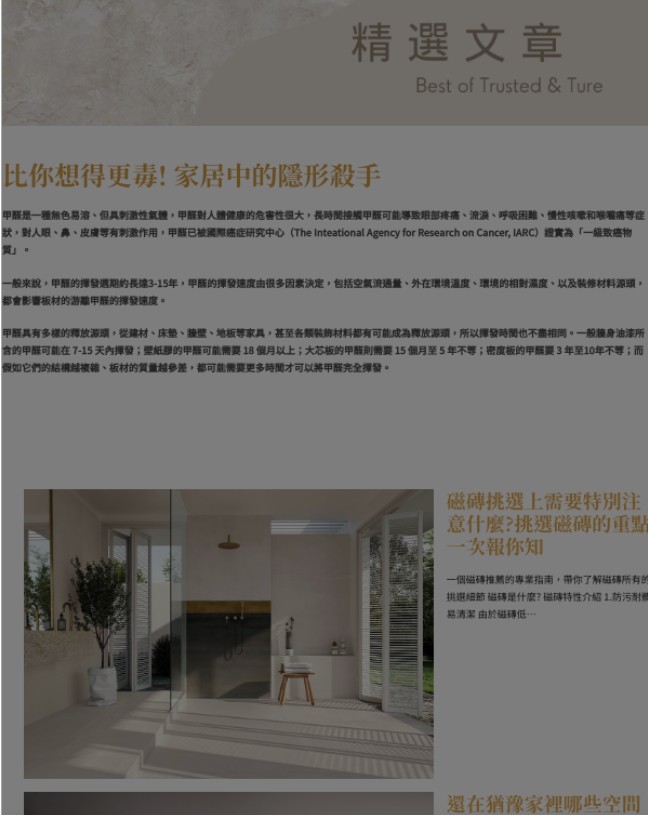 精選文章
Best of Trusted & Ture
比你想得更毒! 家居中的隱形殺手
甲醛是一種無色易溶、但具刺激性氣體，甲醛對人體健康的危害性很大，長時間接觸甲醛可能導致眼部疼痛、流淚、呼吸困難、慢性咳嗽和喉嚨痛等症
狀，對人眼、鼻、皮膚等有刺激作用，甲醛已被國際癌症研究中心（The Inteational Agency for Research on Cancer, IARC）證實為「一級致癌物
質」。
一般來說，甲醛的揮發週期約長達3-15年，甲醛的揮發速度由很多因素決定，包括空氣流通量、外在環境溫度、環境的相對濕度、以及裝修材料源頭，
都會影響板材的游離甲醛的揮發速度。
甲醛具有多樣的釋放源頭，從建材、床墊、牆壁、地板等家具，甚至各類裝飾材料都有可能成為釋放源頭，所以揮發時間也不盡相同。一般牆身油漆所
含的甲醛可能在 7-15 天內揮發；壁紙膠的甲醛可能需要 18 個月以上；大芯板的甲醛則需要 15 個月至 5 年不等；密度板的甲醛要 3 年至10年不等；而
假如它們的結構越複雜、板材的質量越參差，都可能需要更多時間才可以將甲醛完全揮發。
磁磚挑選上需要特別注
意什麼?挑選磁磚的重點
一次報你知
一個磁磚推薦的專業指南，帶你了解磁磚所有的
挑選細節 磁磚是什麼? 磁磚特性介紹 1.防污耐髒
易清潔 由於磁磚低…
還在猶豫家裡哪些空間